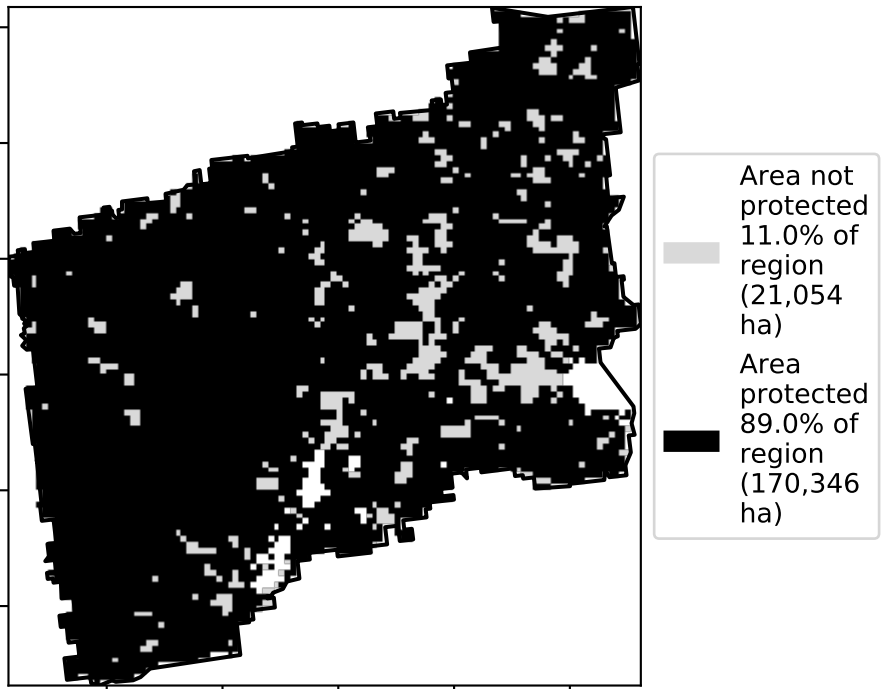 Area not
protected
11.0% of
region
(21,054
ha)
Area
protected
89.0% of
region
(170,346
ha)